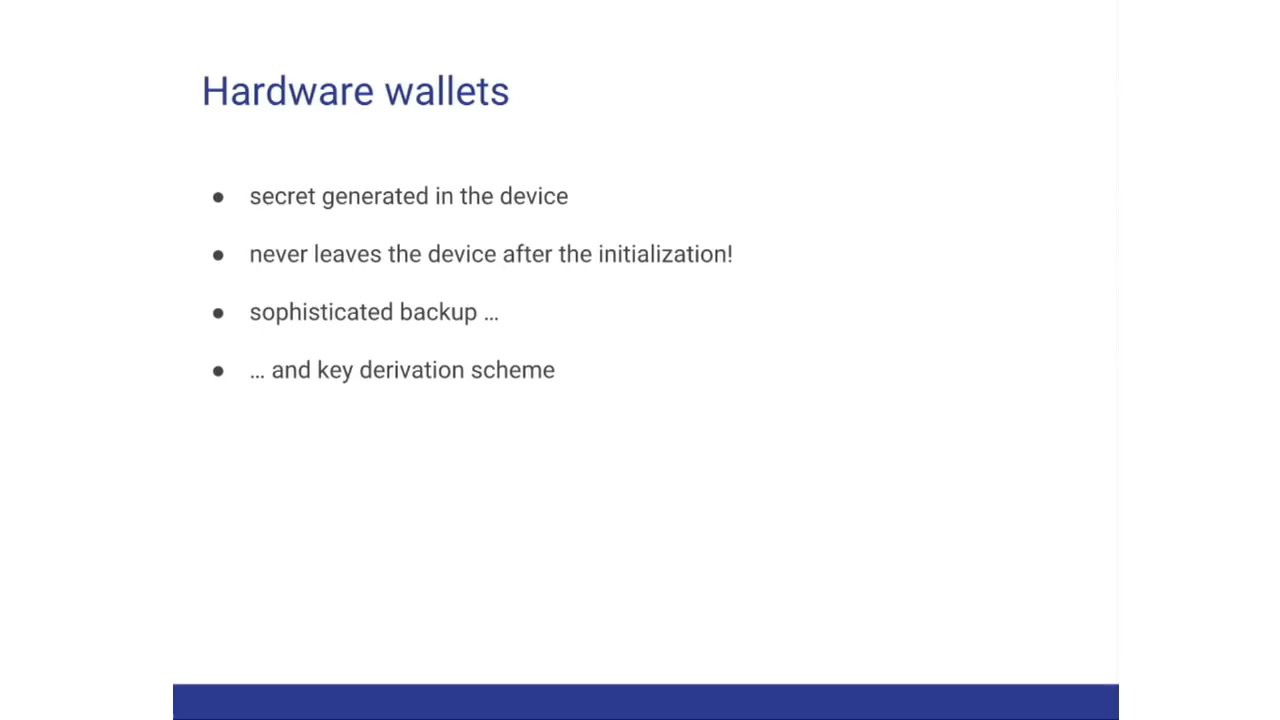 Hardware wallets
● secret generated in the device
● never leaves the device after the initialization!
● sophisticated backup …
● … and key derivation scheme